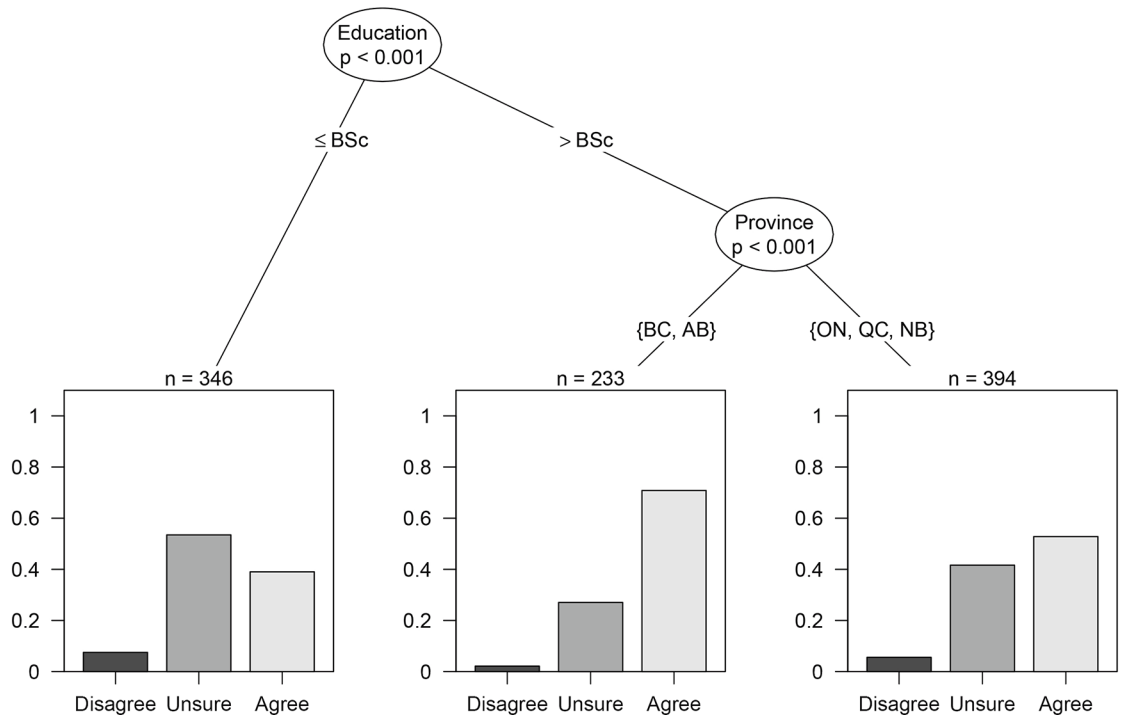 Education
p < 0.001
≤ BSc
> BSc
Province
p < 0.001
{BC, AB}
{ON, QC, NB}
n = 346
1
0.8
0.6
0.4
0.2
0
Disagree Unsure Agree
n = 233
1
0.8
0.6
0.4
0.2
0
Disagree Unsure Agree
n = 394
1
0.8
0.6
0.4
0.2
0
Disagree Unsure Agree